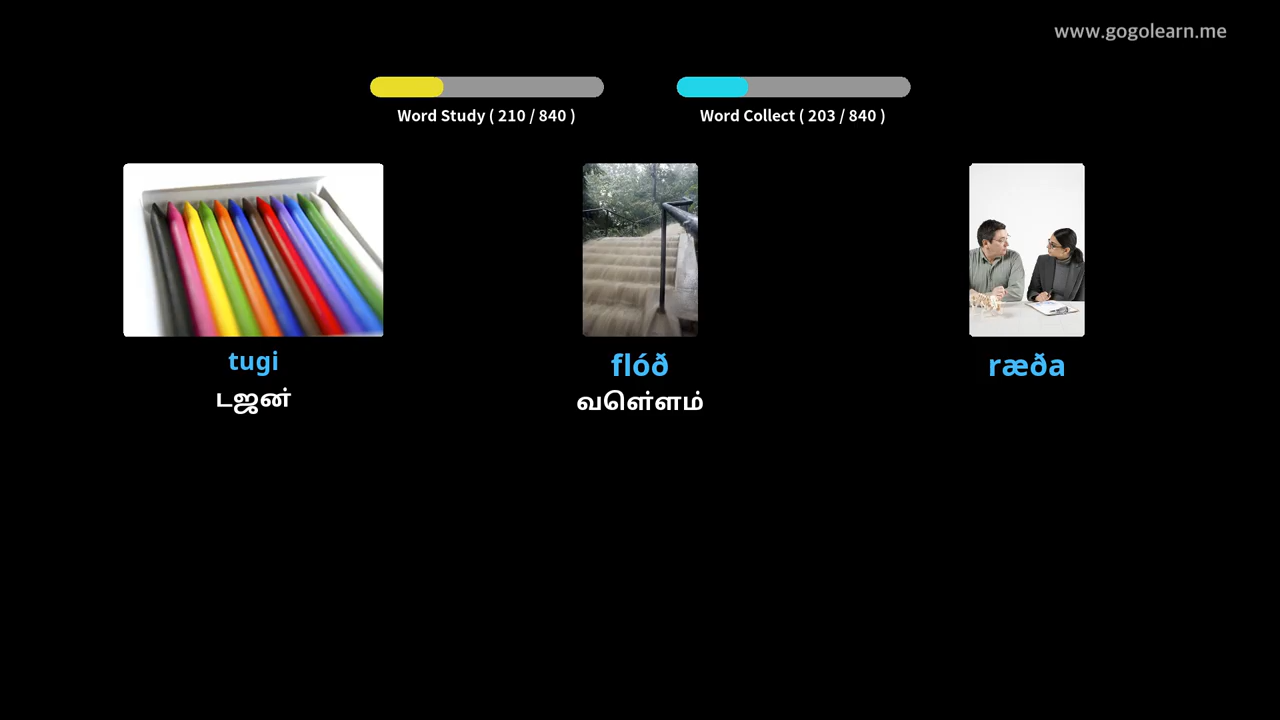 www.gogolearn.me
Word Study ( 210 / 840 )
Word Collect ( 203 / 840 )
tugi
டஜன்
flóð
வெள்ளம்
ræða